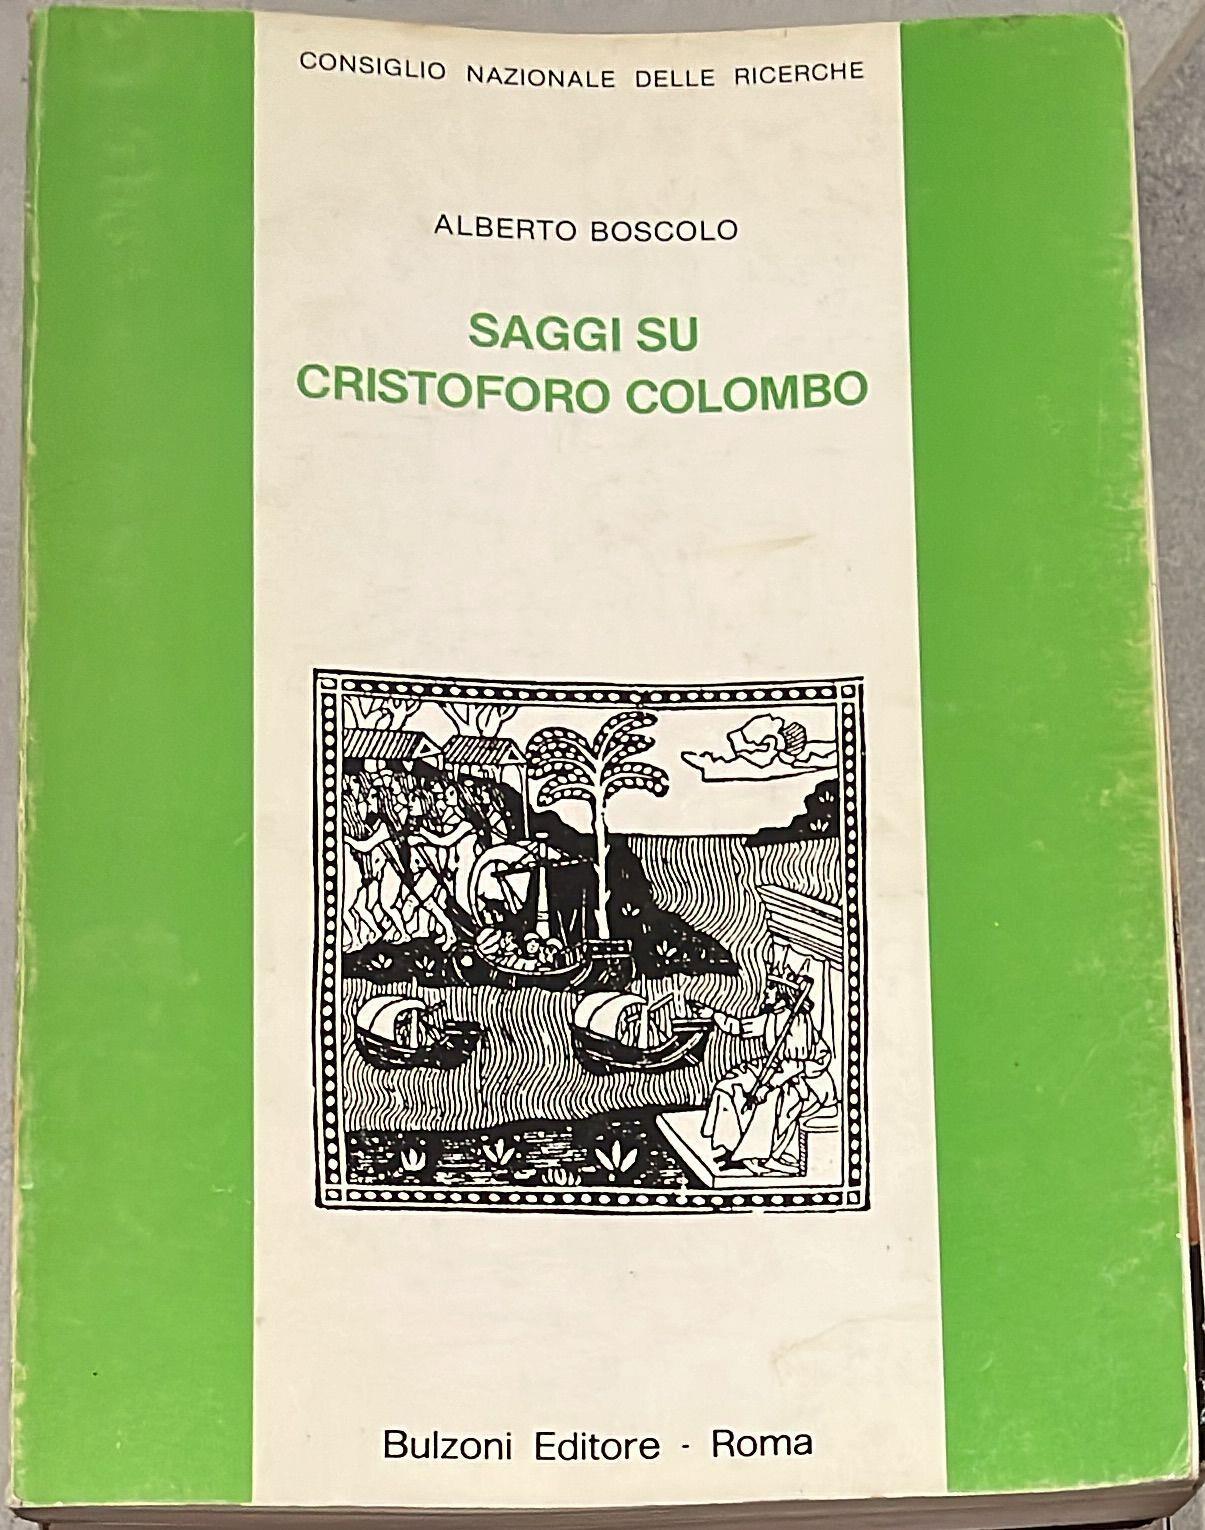 CONSIGLIO NAZIONALE DELLE RICERCHE
ALBERTO BOSCOLO
SAGGI SU
CRISTOFORO COLOMBO
Bulzoni Editore - Roma